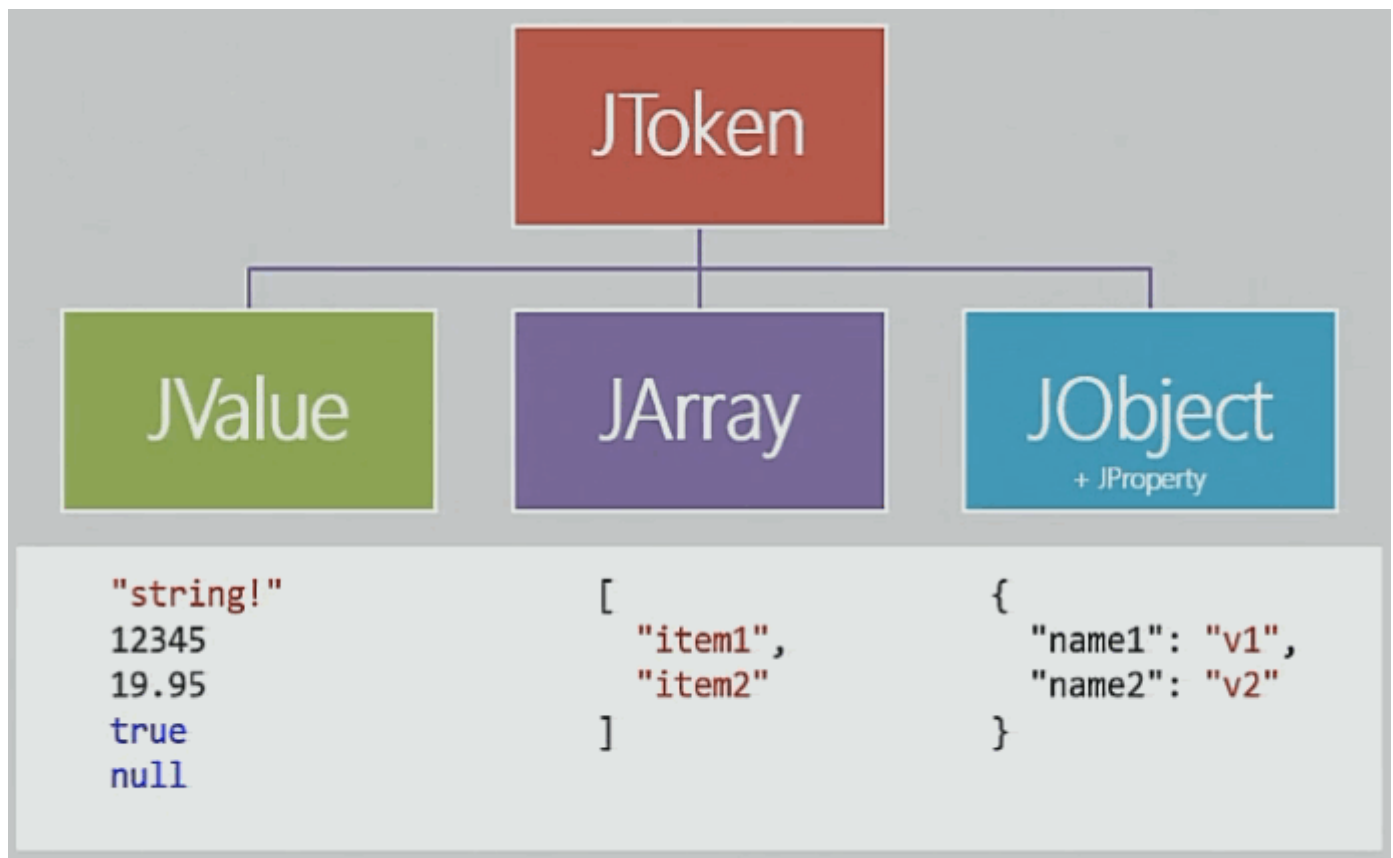 JToken
JValue
JArray
JObject
+ JProperty
"string!"
12345
19.95
true
null
[
"item1",
"item2"
]
{
"name1": "v1",
"name2": "v2"
}